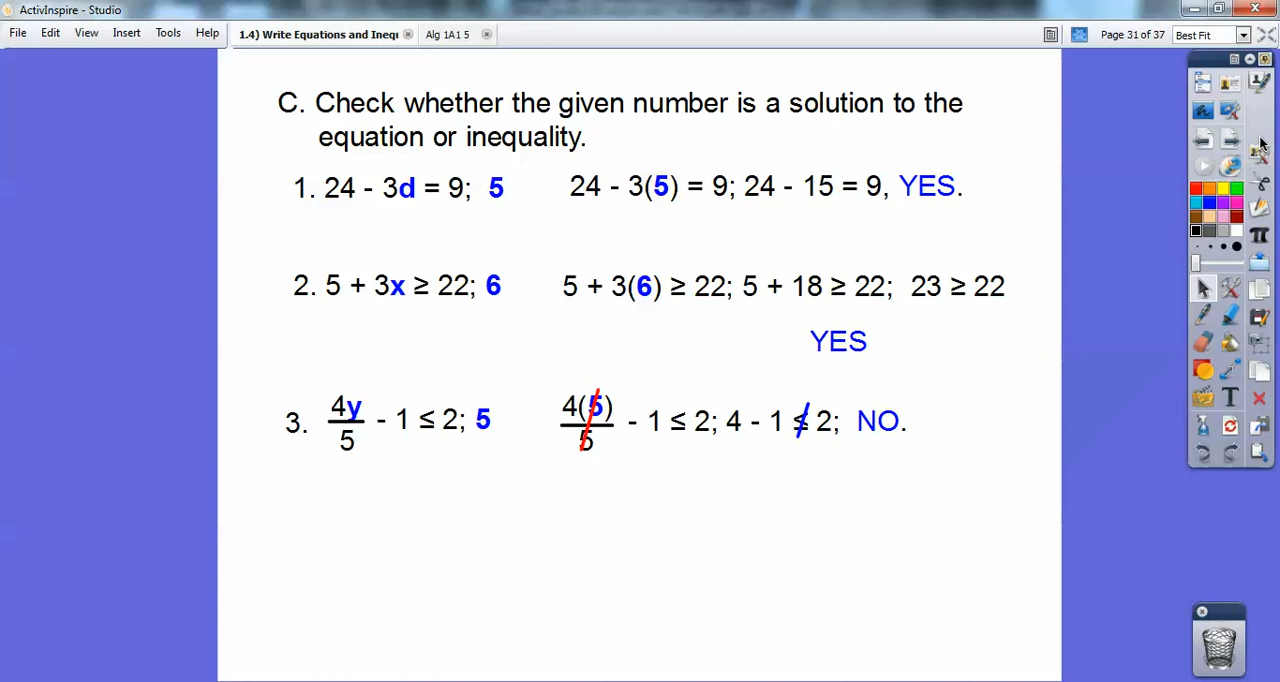 ActivInspire - Studio
File Edit View Insert Tools Help
1.4) Write Equations and Inequ
Alg 1A1 5
Page 31 of 37
Best Fit
C. Check whether the given number is a solution to the
equation or inequality.
1. 24 - 3d = 9; 5 24 - 3(5) = 9; 24 - 15 = 9, YES.
2. 5 + 3x ≥ 22; 6 5 + 3(6) ≥ 22; 5 + 18 ≥ 22; 23 ≥ 22
YES
3. 4y/5 - 1 ≤ 2; 5 4(5)/5 - 1 ≤ 2; 4 - 1 ≰ 2; NO.